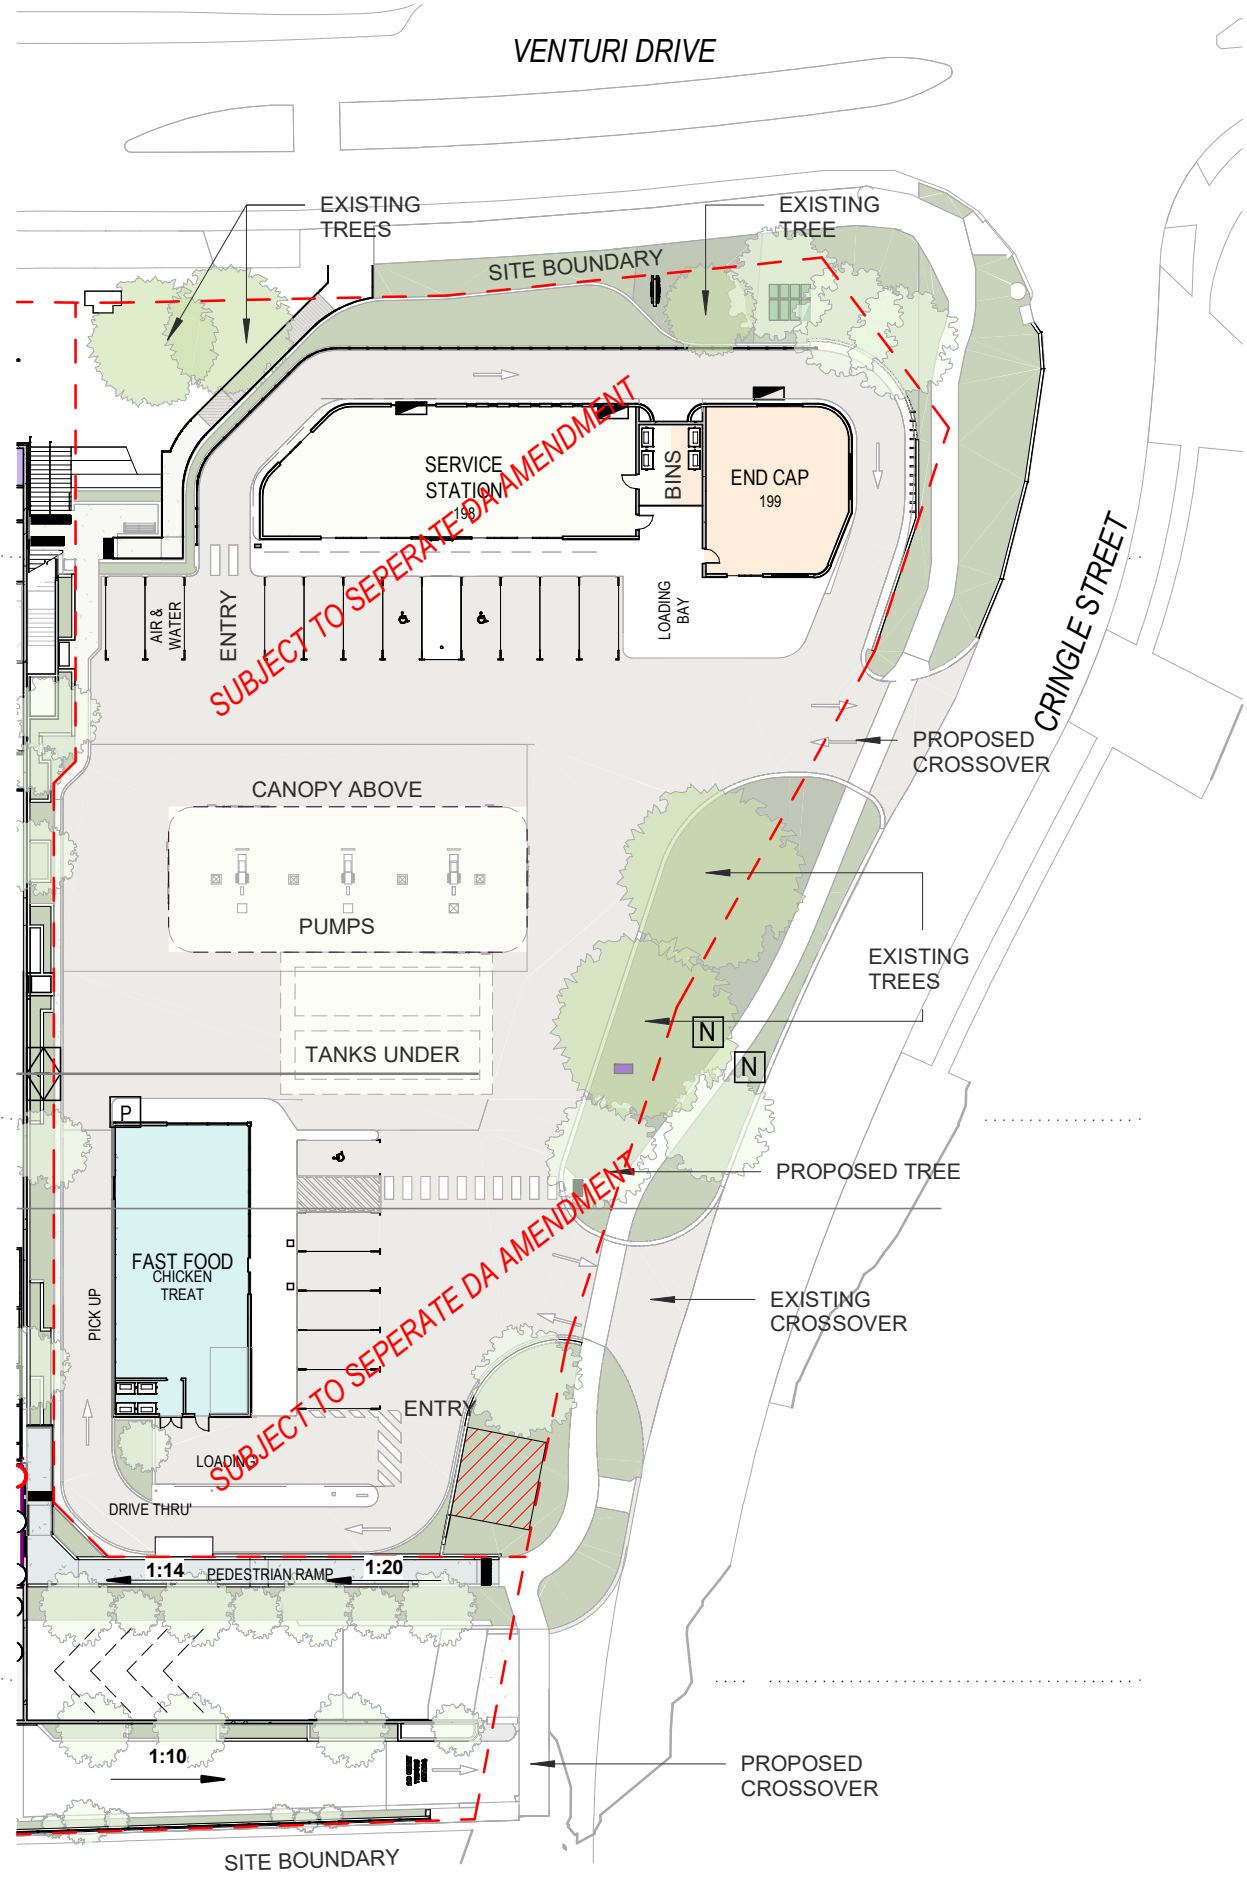 VENTURI DRIVE
EXISTING
TREES
EXISTING
TREE
SITE BOUNDARY
SERVICE
STATION
198
BINS
END CAP
199
SUBJECT TO SEPERATE DA AMENDMENT
AIR &
WATER
ENTRY
LOADING
BAY
CRINGLE STREET
PROPOSED
CROSSOVER
CANOPY ABOVE
PUMPS
EXISTING
TREES
N
N
TANKS UNDER
P
PROPOSED TREE
FAST FOOD
CHICKEN
TREAT
PICK UP
SUBJECT TO SEPERATE DA AMENDMENT
EXISTING
CROSSOVER
ENTRY
LOADING
DRIVE THRU'
1:14
PEDESTRIAN RAMP
1:20
1:10
PROPOSED
CROSSOVER
SITE BOUNDARY